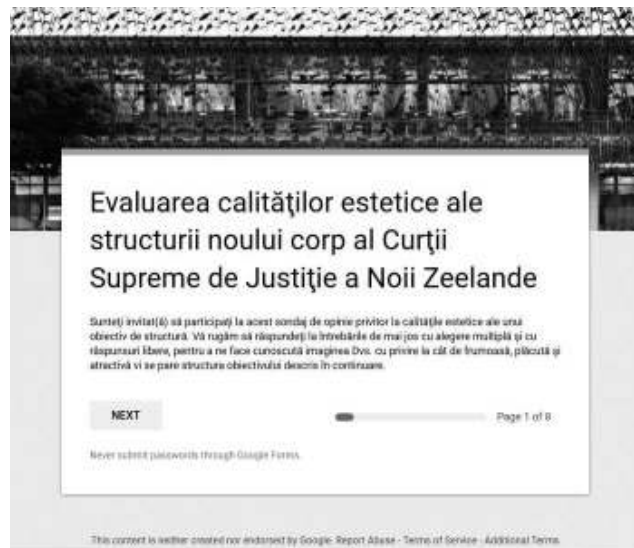 Evaluarea calităţilor estetice ale
structurii noului corp al Curţii
Supreme de Justiţie a Noii Zeelande
Sunteţi invitat(ă) să participaţi la acest sondaj de opinie privitor la calităţile estetice ale unui
obiectiv de structură. Vă rugăm să răspundeţi la întrebările de mai jos cu alegere multiplă şi cu
răspunsuri libere, pentru a ne face cunoscută imaginea Dvs. cu privire la cât de frumoasă, plăcută şi
atractivă vi se pare structura obiectivului descris în continuare.
NEXT
Page 1 of 8
Never submit passwords through Google Forms.
This content is neither created nor endorsed by Google. Report Abuse - Terms of Service - Additional Terms